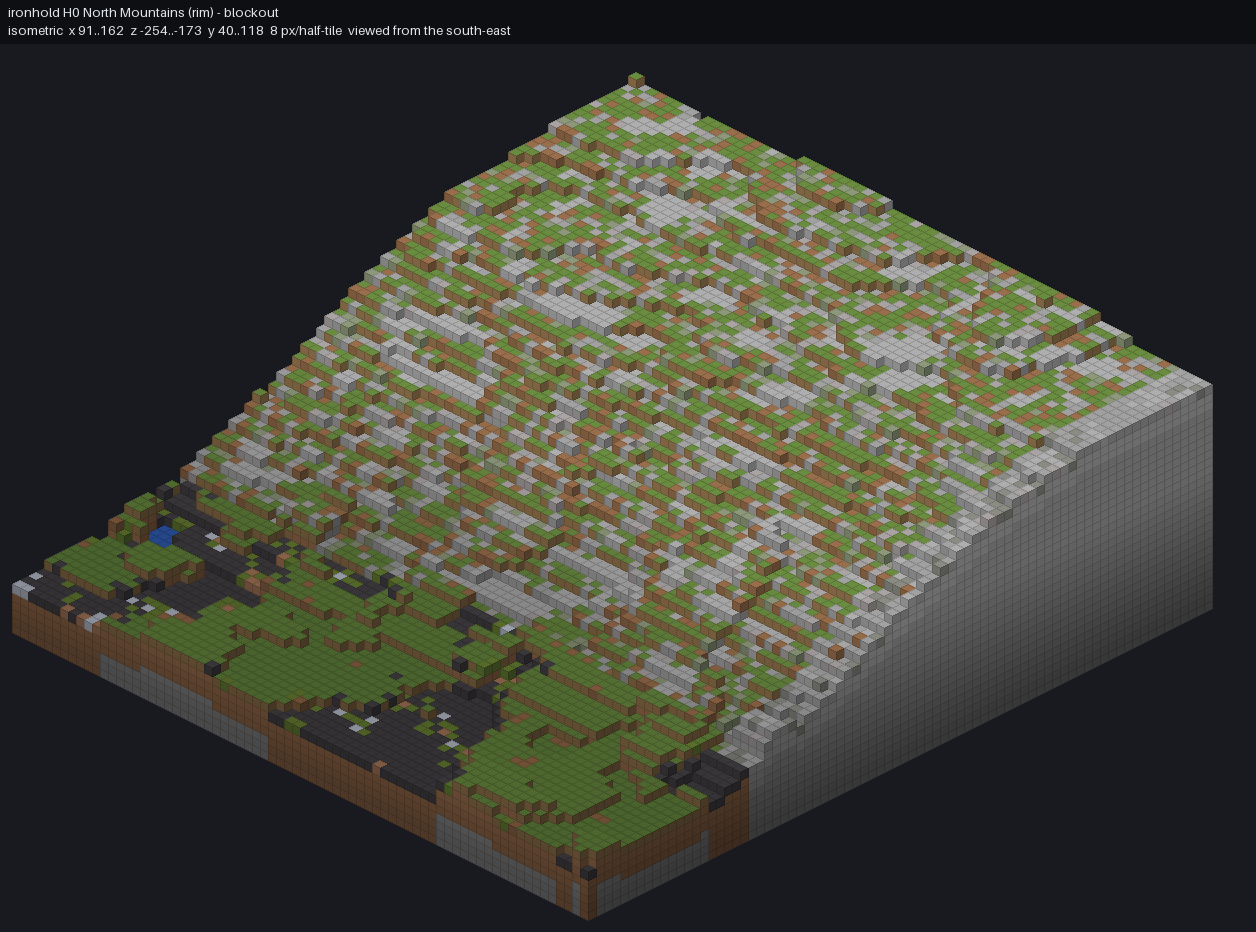 ironhold H0 North Mountains (rim) - blockout
isometric  x 91..162  z -254..-173  y 40..118  8 px/half-tile  viewed from the south-east